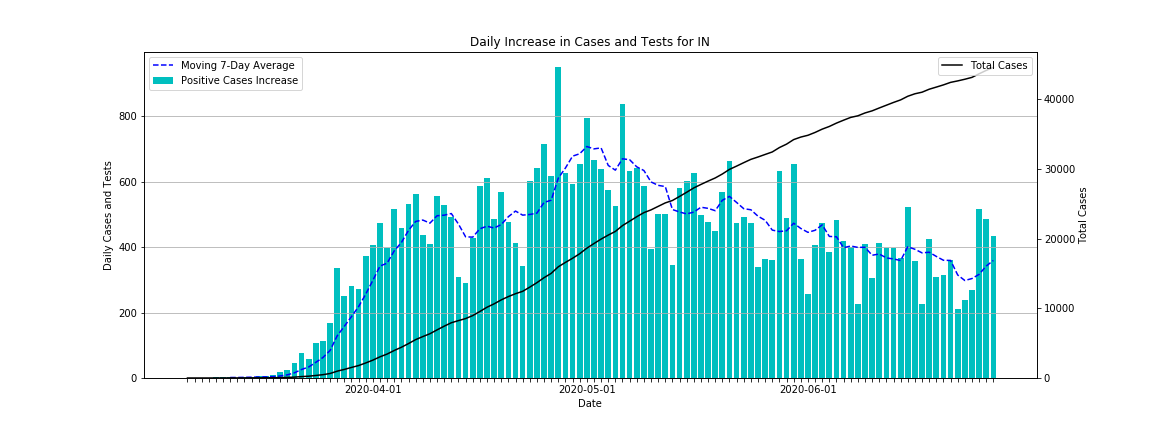 Daily Increase in Cases and Tests for IN
Moving 7-Day Average
Positive Cases Increase
Total Cases
800
600
400
200
0
40000
30000
20000
10000
0
Daily Cases and Tests
Total Cases
2020-04-01
2020-05-01
2020-06-01
Date